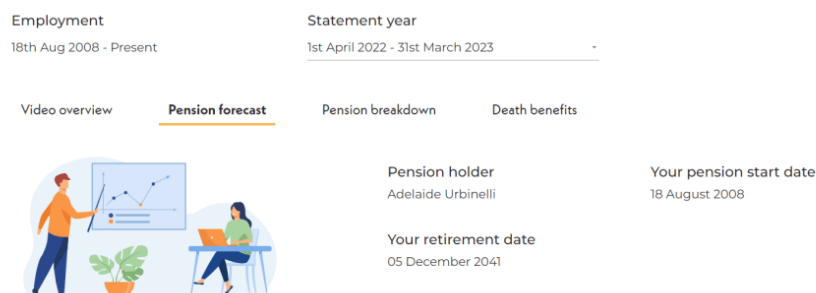 Employment
Statement year
18th Aug 2008 - Present
1st April 2022 - 31st March 2023
Video overview
Pension forecast
Pension breakdown
Death benefits
Pension holder
Your pension start date
Adelaide Urbinelli
18 August 2008
Your retirement date
05 December 2041